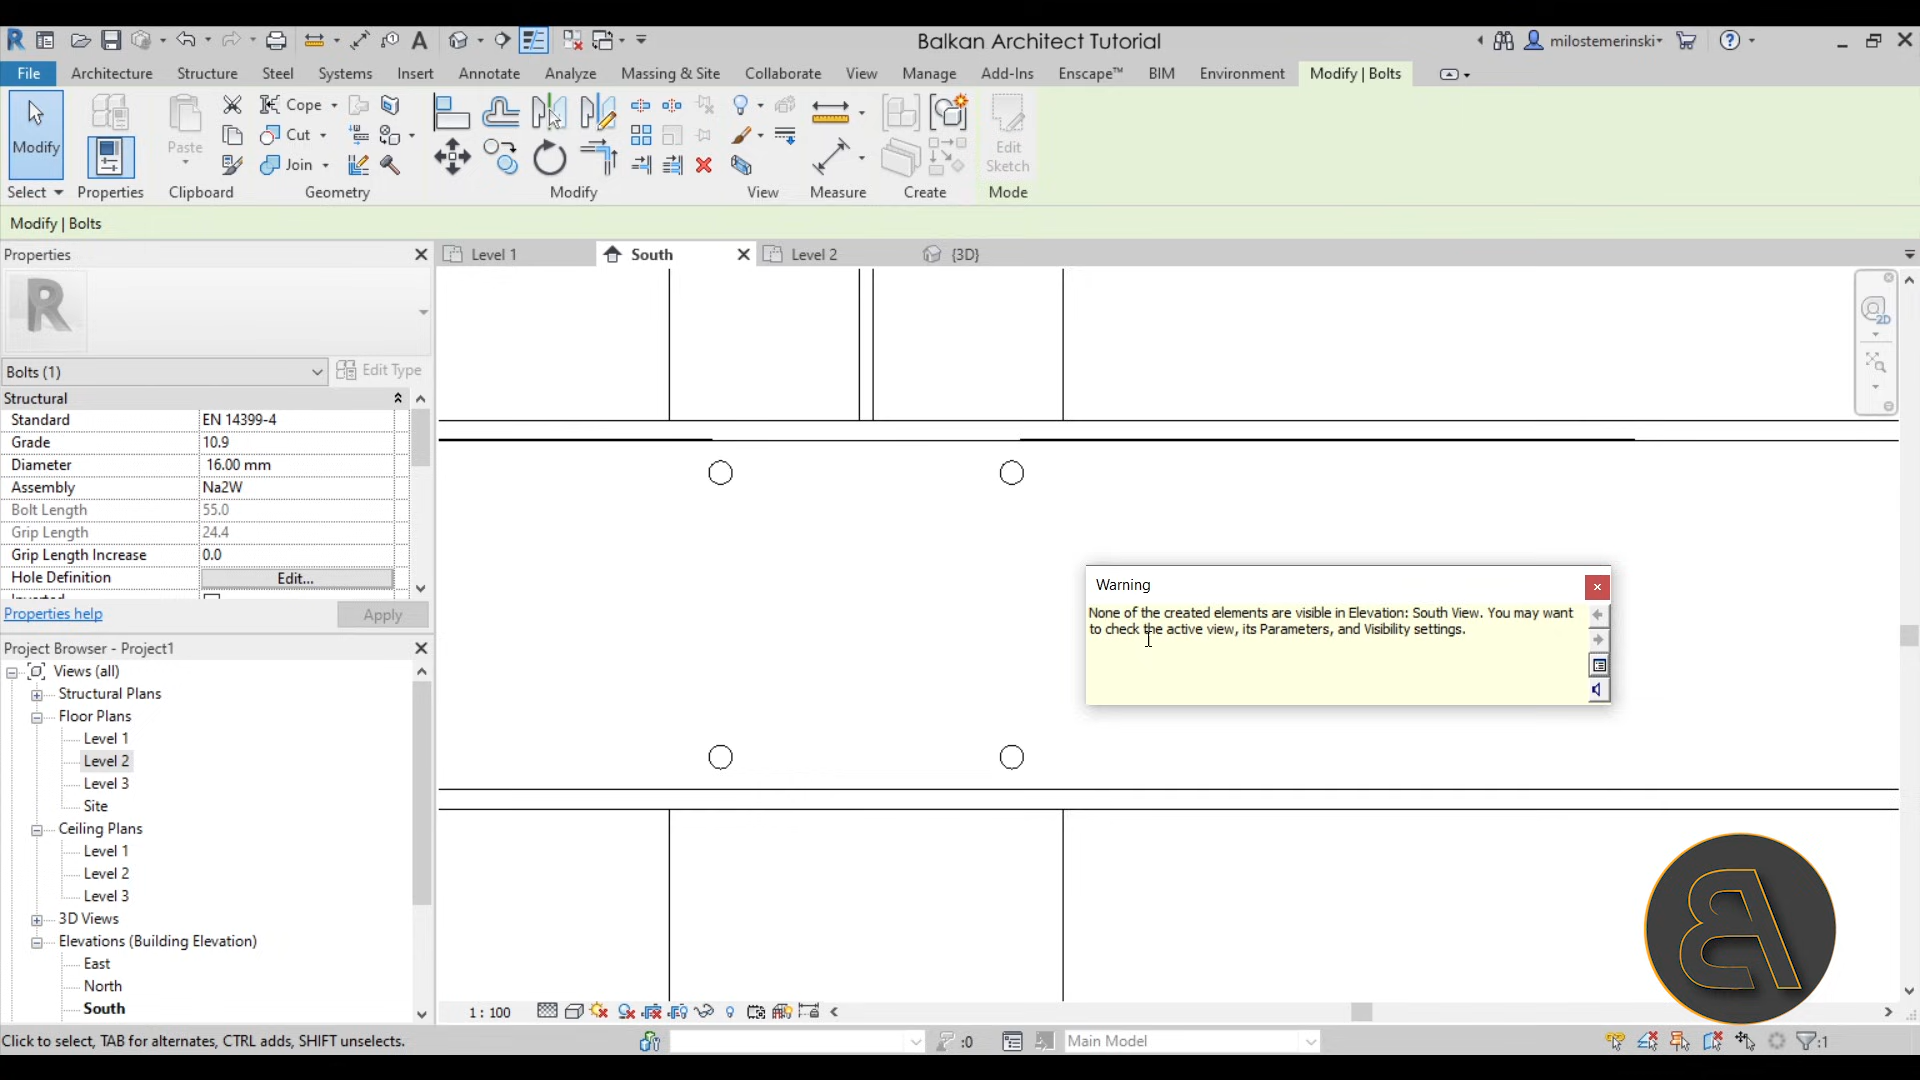 Balkan Architect Tutorial
milostemerinski
File
Architecture
Structure
Steel
Systems
Insert
Annotate
Analyze
Massing & Site
Collaborate
View
Manage
Add-Ins
Enscape™
BIM
Environment
Modify | Bolts
Modify
Paste
Cope
Cut
Join
Edit
Sketch
Select
Properties
Clipboard
Geometry
Modify
View
Measure
Create
Mode
Modify | Bolts
Properties
Level 1
South
Level 2
{3D}
R
Bolts (1)
Edit Type
Structural
Standard
EN 14399-4
Grade
10.9
Diameter
16.00 mm
Assembly
Na2W
Bolt Length
55.0
Grip Length
24.4
Grip Length Increase
0.0
Hole Definition
Edit...
Properties help
Apply
Project Browser - Project1
Views (all)
Structural Plans
Floor Plans
Level 1
Level 2
Level 3
Site
Ceiling Plans
Level 1
Level 2
Level 3
3D Views
Elevations (Building Elevation)
East
North
South
2D
Warning
None of the created elements are visible in Elevation: South View. You may want
to check the active view, its Parameters, and Visibility settings.
1 : 100
Click to select, TAB for alternates, CTRL adds, SHIFT unselects.
:0
Main Model
:1